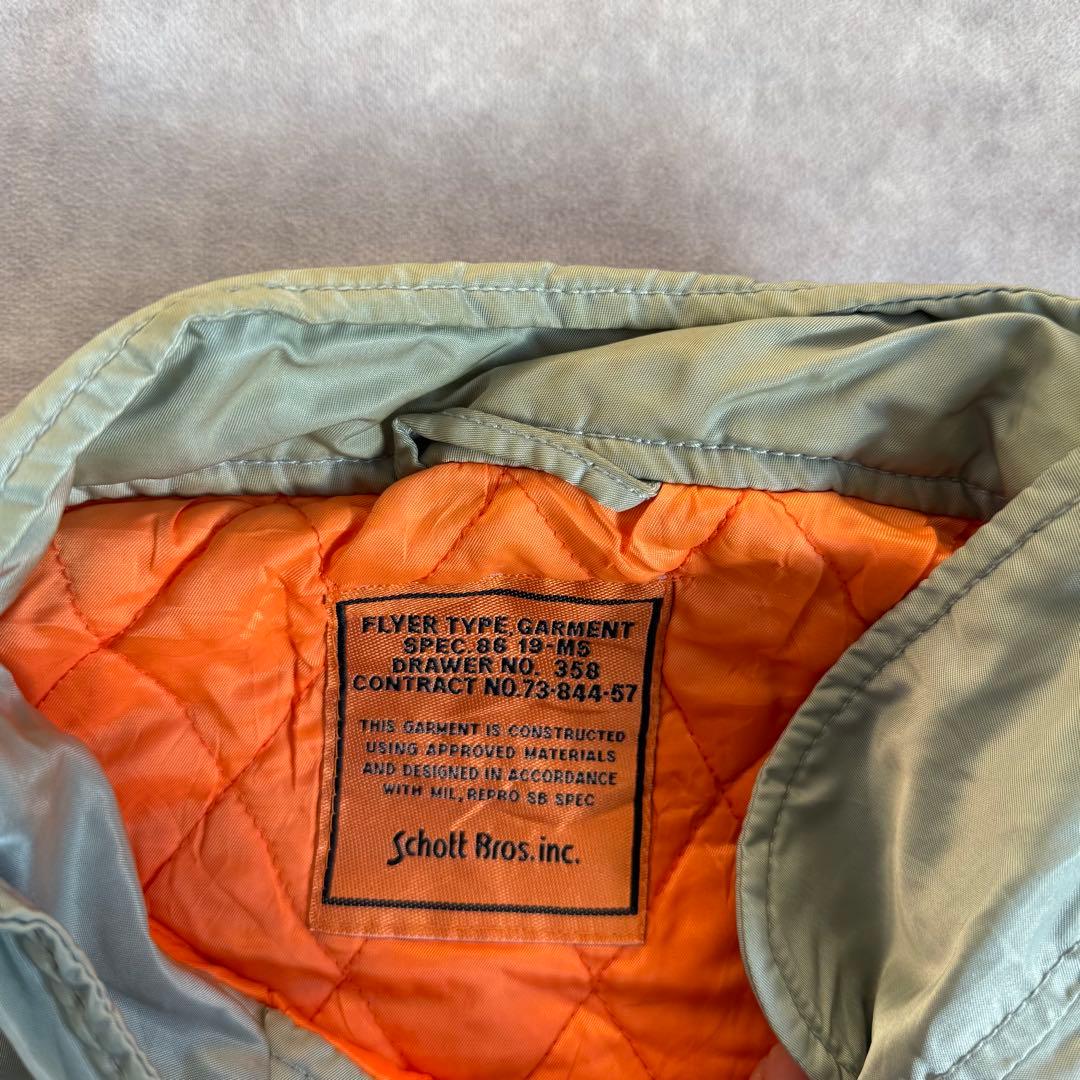 FLYER TYPE, GARMENT
SPEC. 86 19-MS
DRAWER NO. 358
CONTRACT NO. 73-844-57
THIS GARMENT IS CONSTRUCTED
USING APPROVED MATERIALS
AND DESIGNED IN ACCORDANCE
WITH MIL, REPRO SB SPEC
Schott Bros. inc.